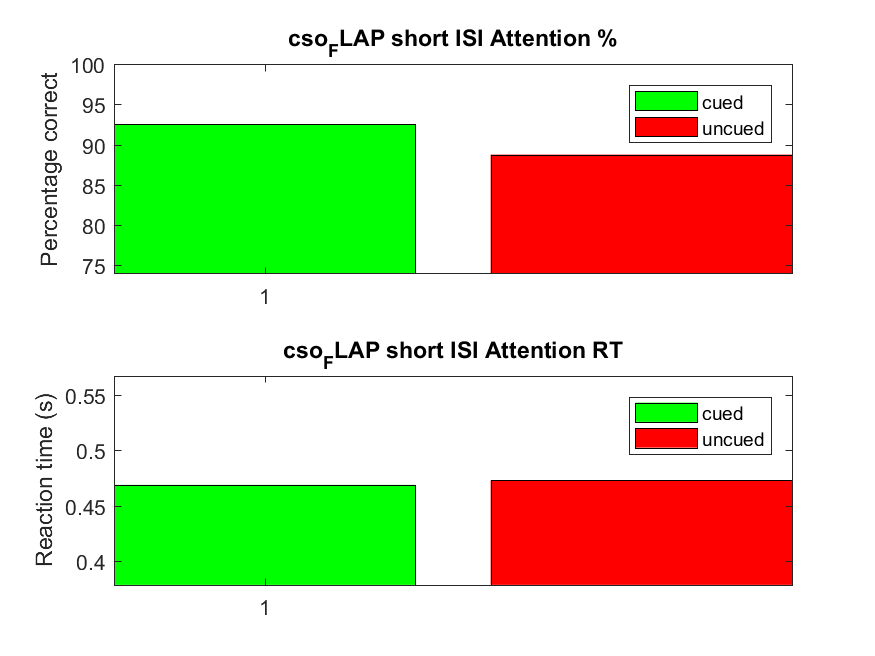 cso_FLAP short ISI Attention %
Percentage correct
100
95
90
85
80
75
cued
uncued
1
cso_FLAP short ISI Attention RT
Reaction time (s)
0.55
0.5
0.45
0.4
cued
uncued
1